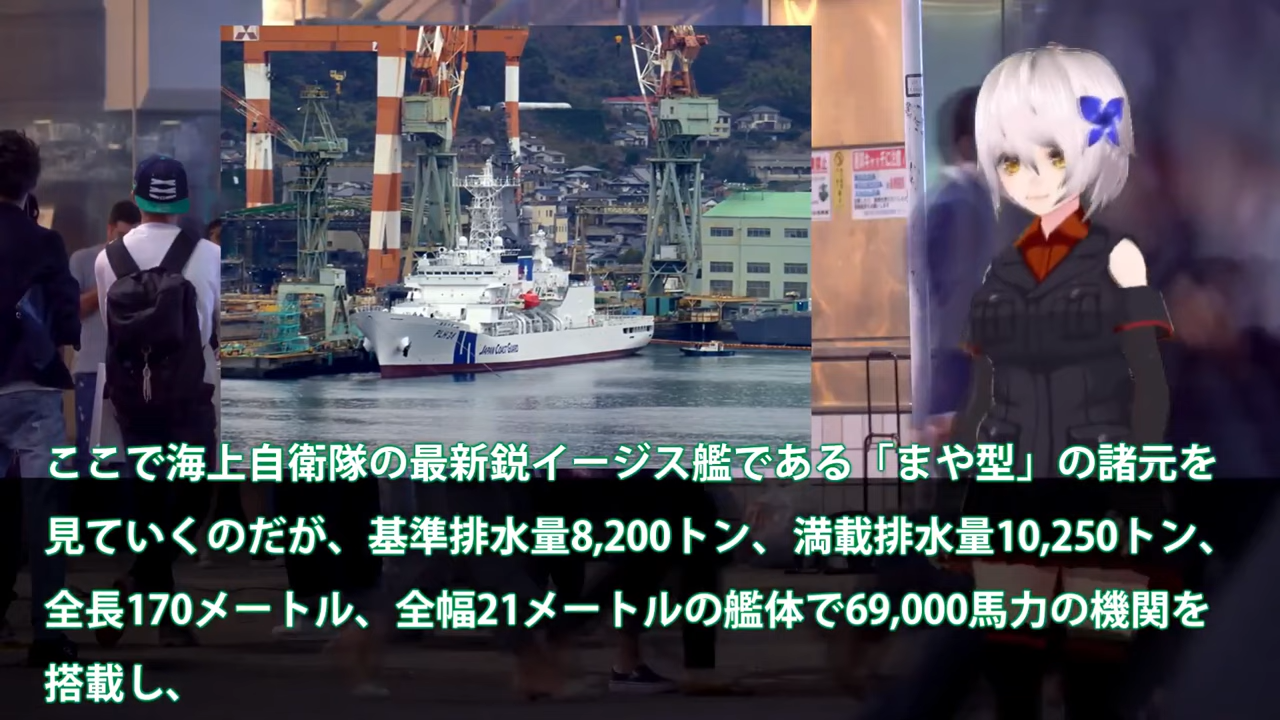 JAPAN COAST GUARD
ここで海上自衛隊の最新鋭イージス艦である「まや型」の諸元を
見ていくのだが、基準排水量8,200トン、満載排水量10,250トン、
全長170メートル、全幅21メートルの艦体で69,000馬力の機関を
搭載し、